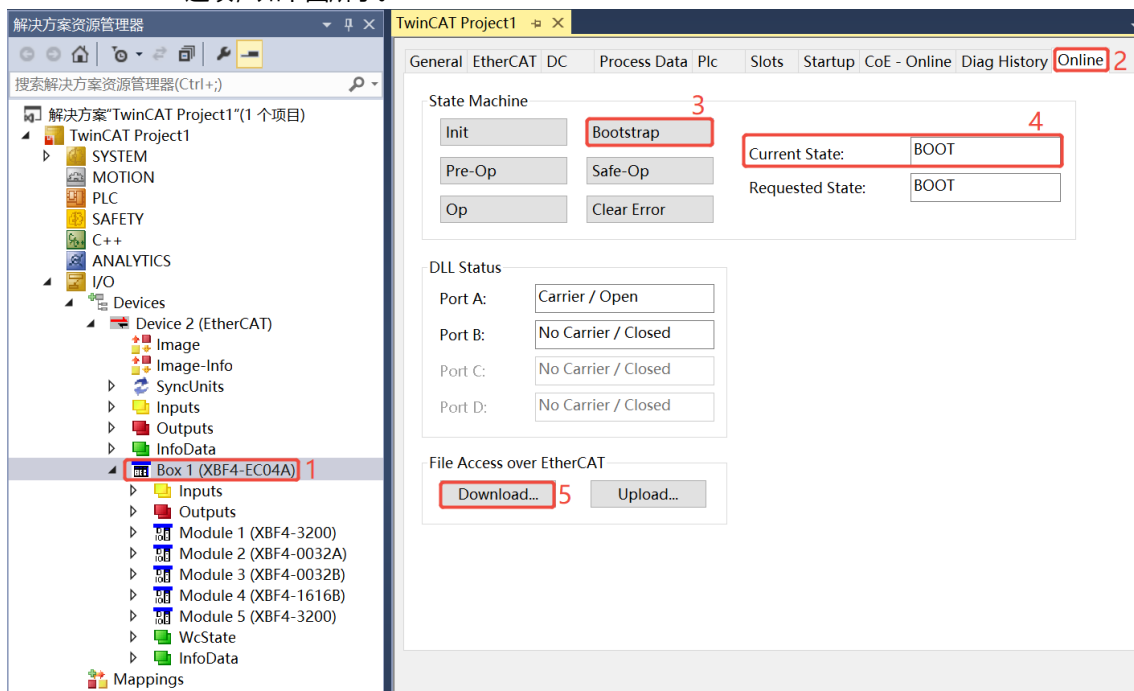 解决方案资源管理器
搜索解决方案资源管理器(Ctrl+;)
解决方案"TwinCAT Project1"(1 个项目)
TwinCAT Project1
SYSTEM
MOTION
PLC
SAFETY
C++
ANALYTICS
I/O
Devices
Device 2 (EtherCAT)
Image
Image-Info
SyncUnits
Inputs
Outputs
InfoData
Box 1 (XBF4-EC04A) 1
Inputs
Outputs
Module 1 (XBF4-3200)
Module 2 (XBF4-0032A)
Module 3 (XBF4-0032B)
Module 4 (XBF4-1616B)
Module 5 (XBF4-3200)
WcState
InfoData
Mappings
TwinCAT Project1
General EtherCAT DC Process Data Plc Slots Startup CoE - Online Diag History Online 2
State Machine
3
Init Bootstrap
4
Current State: BOOT
Pre-Op Safe-Op
Requested State: BOOT
Op Clear Error
DLL Status
Port A: Carrier / Open
Port B: No Carrier / Closed
Port C: No Carrier / Closed
Port D: No Carrier / Closed
File Access over EtherCAT
Download... 5 Upload...